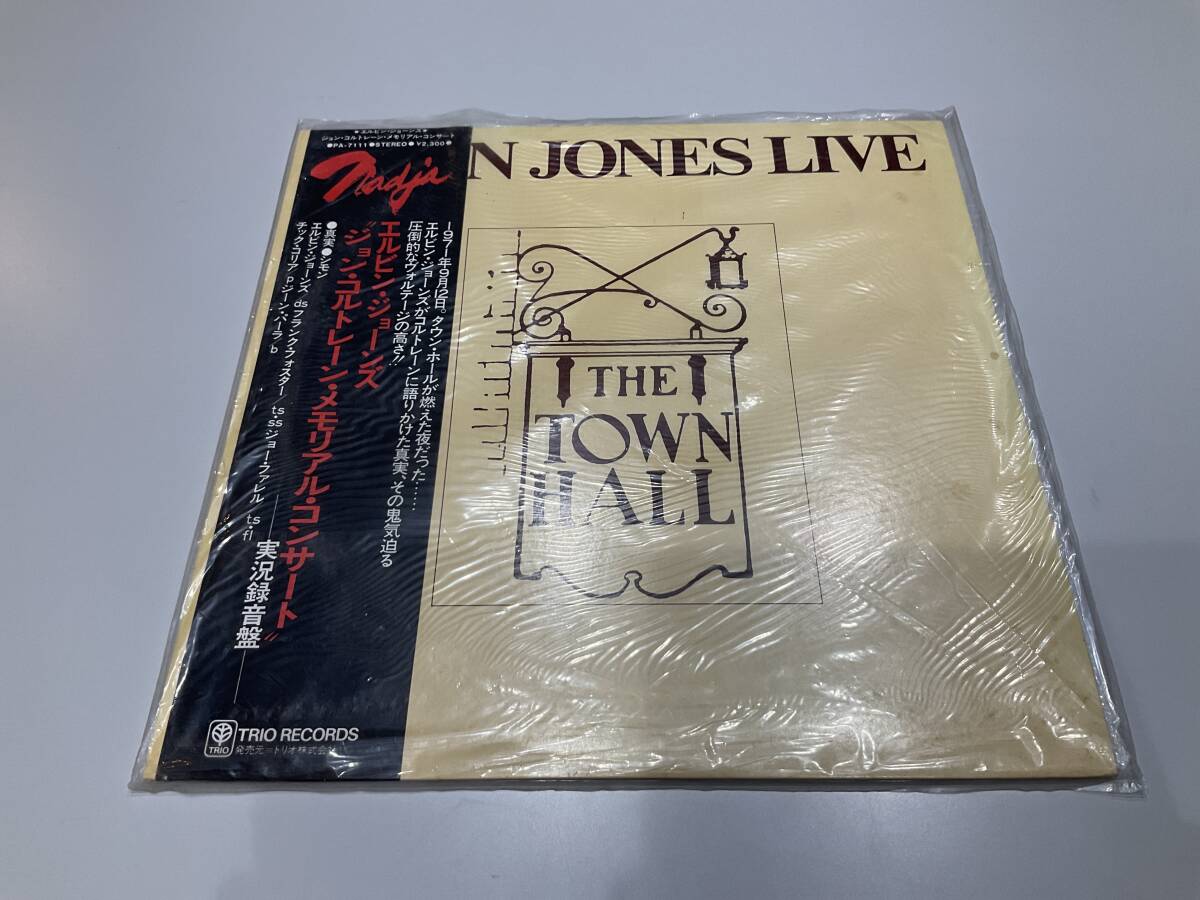 ★エルビン・ジョーンズ★
ジョン・コルトレーン・メモリアル・コンサート
●PA-7111●STEREO●¥2,300●
Nadja
N JONES LIVE
THE
TOWN
HALL
1971年9月12日。タウン・ホールが燃えた夜だった……
エルビン・ジョーンズがコルトレーンに語りかけた真実、その鬼気迫る
圧倒的なヴォルテージの高さ!!
エルビン・ジョーンズ
"ジョン・コルトレーン・メモリアル・コンサート"
実況録音盤
●真実●シモン
エルビン・ジョーンズ ds フランク・フォスター/ts・ss ジョー・ファレル ts・fl
チック・コリア p ジーン・パーラ/b
TRIO
TRIO RECORDS
発売元=トリオ株式会社